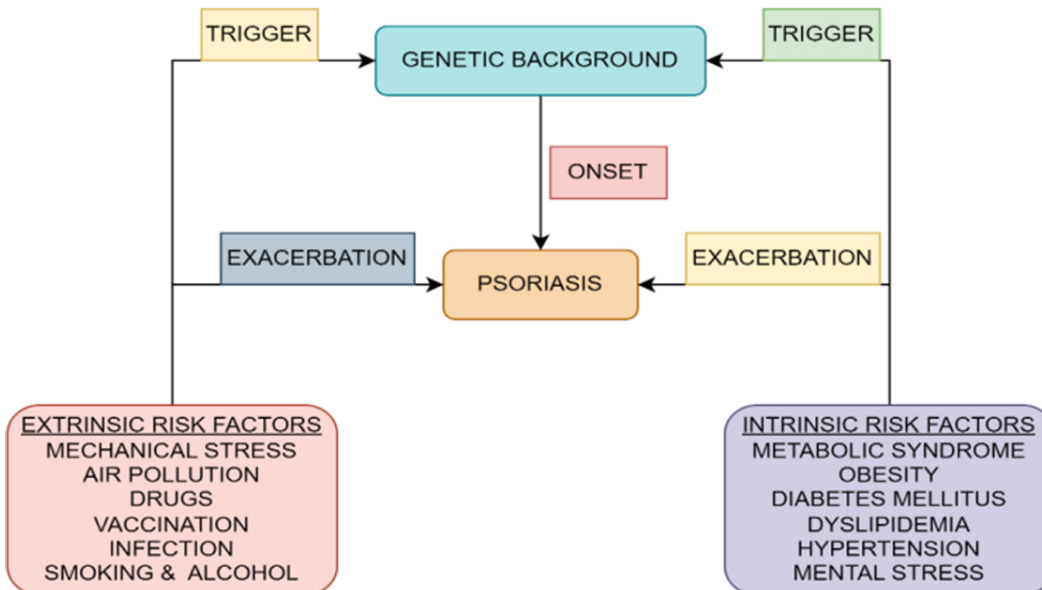 TRIGGER
TRIGGER
GENETIC BACKGROUND
ONSET
EXACERBATION
EXACERBATION
PSORIASIS
EXTRINSIC RISK FACTORS
MECHANICAL STRESS
AIR POLLUTION
DRUGS
VACCINATION
INFECTION
SMOKING & ALCOHOL
INTRINSIC RISK FACTORS
METABOLIC SYNDROME
OBESITY
DIABETES MELLITUS
DYSLIPIDEMIA
HYPERTENSION
MENTAL STRESS